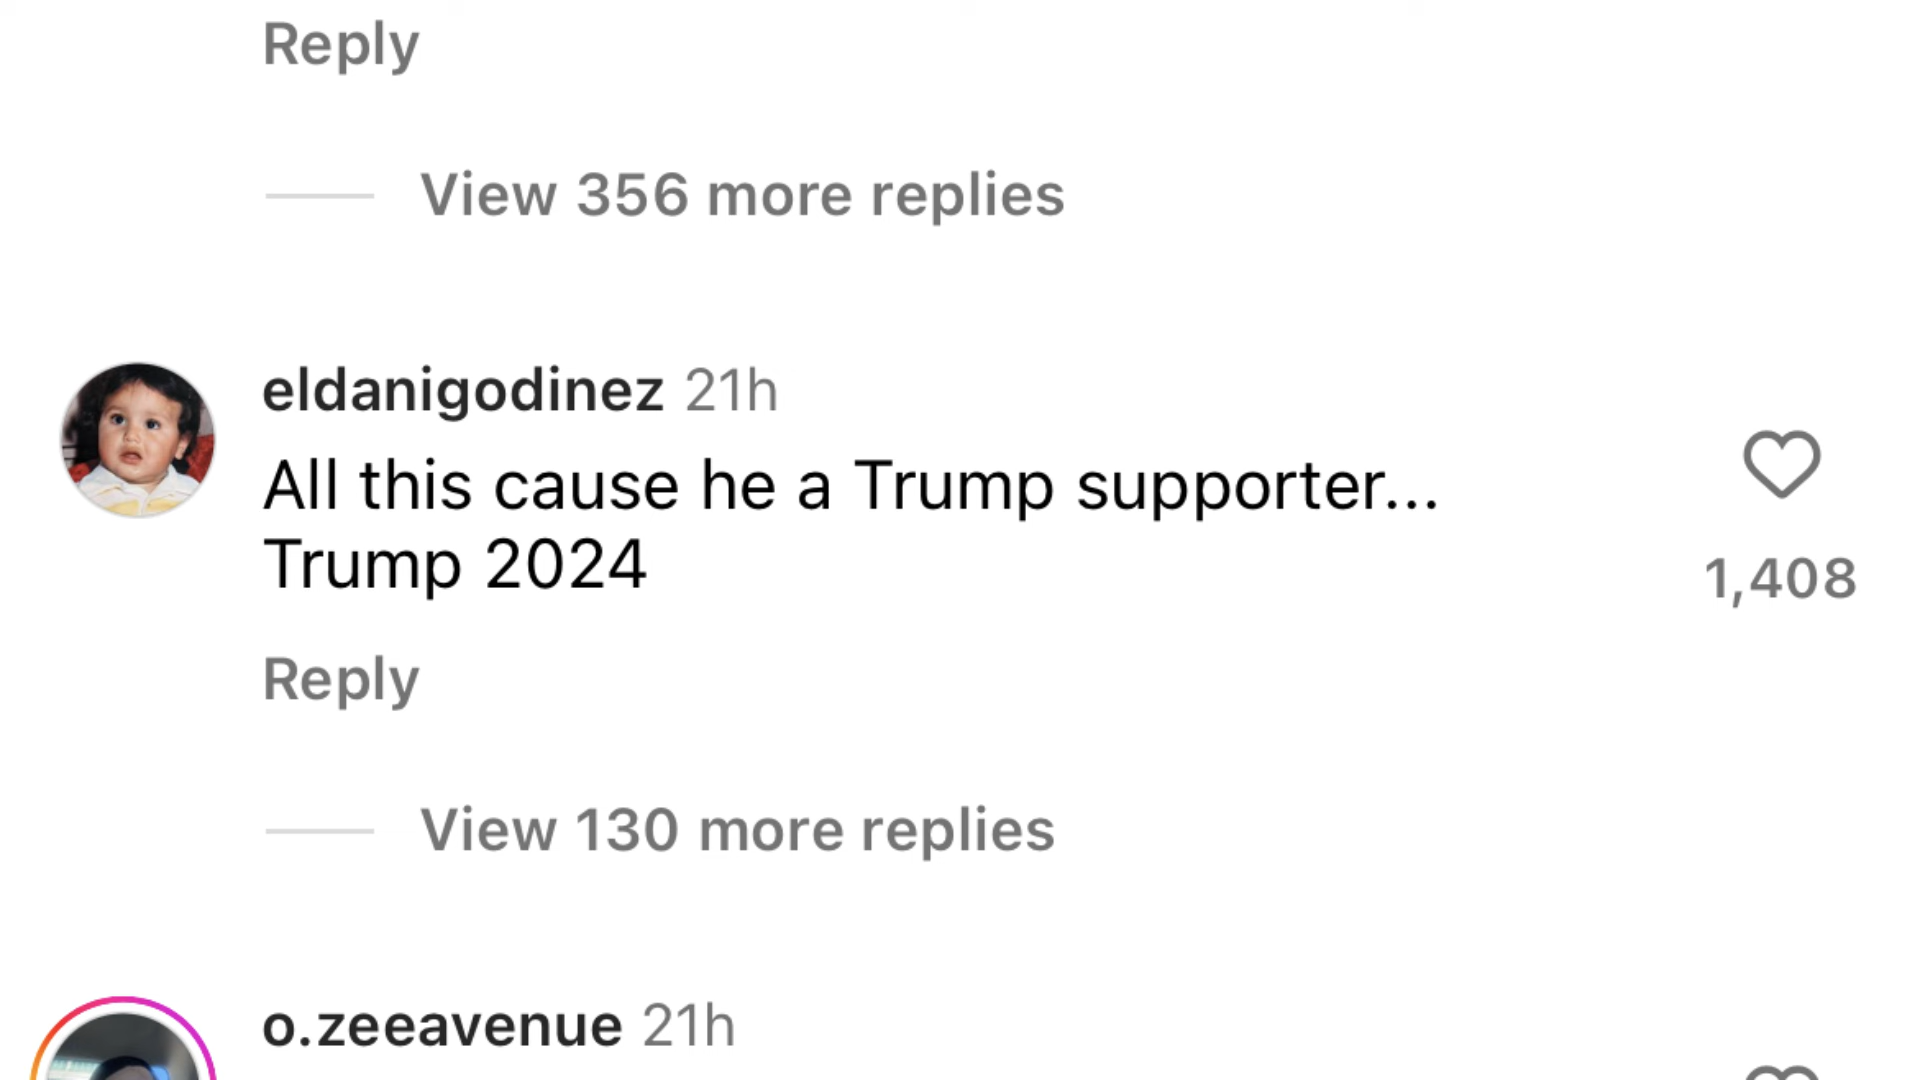 Reply
View 356 more replies
eldanigodinez 21h
All this cause he a Trump supporter...
Trump 2024
1,408
Reply
View 130 more replies
o.zeeavenue 21h